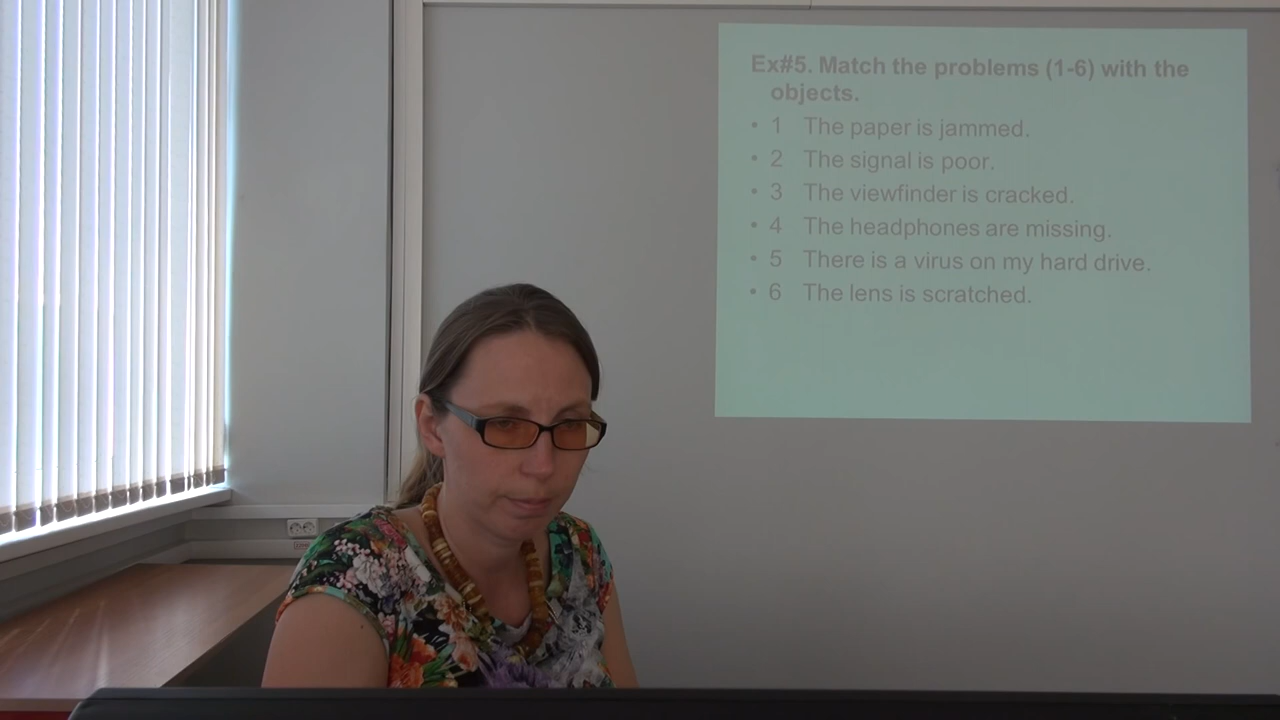 Ex#5. Match the problems (1-6) with the
objects.
• 1 The paper is jammed.
• 2 The signal is poor.
• 3 The viewfinder is cracked.
• 4 The headphones are missing.
• 5 There is a virus on my hard drive.
• 6 The lens is scratched.